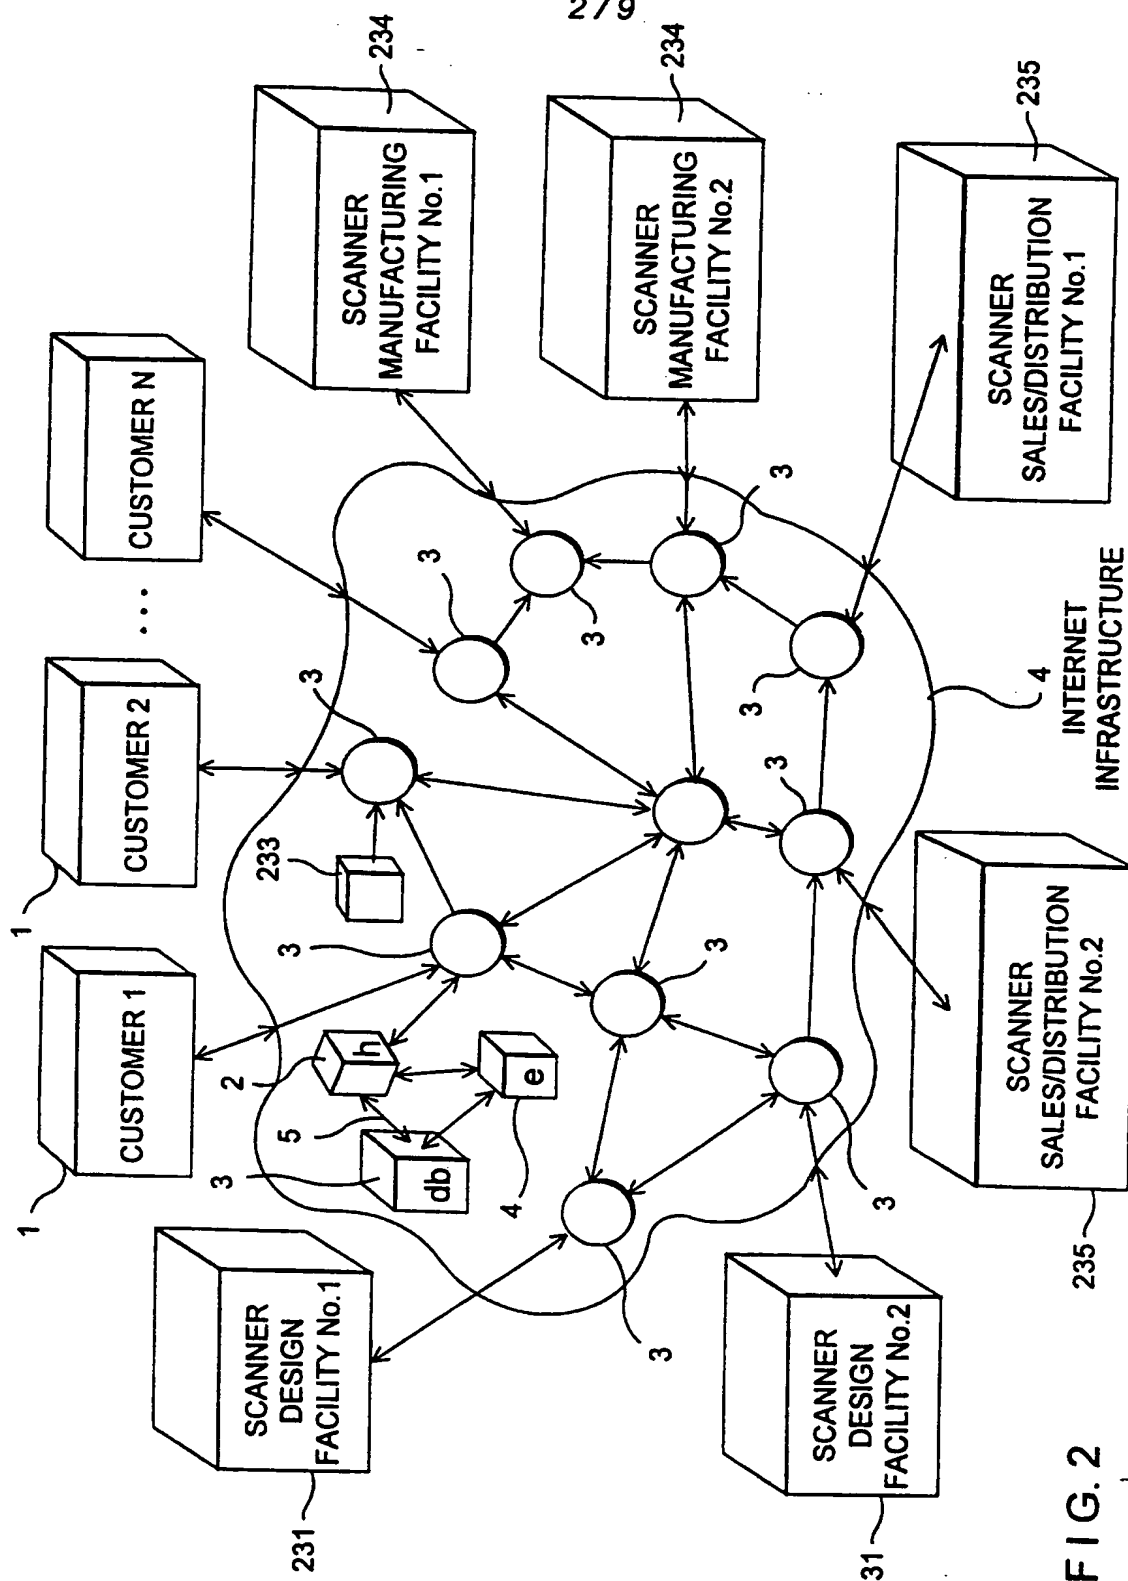 2/9
1
CUSTOMER 1
1
CUSTOMER 2
...
CUSTOMER N
SCANNER
MANUFACTURING
FACILITY No.1
234
SCANNER
MANUFACTURING
FACILITY No.2
234
SCANNER
SALES/DISTRIBUTION
FACILITY No.1
235
SCANNER
DESIGN
FACILITY No.1
231
3
db
5
2
h
4
e
3
233
3
3
3
3
3
3
3
3
3
3
4
INTERNET
INFRASTRUCTURE
SCANNER
DESIGN
FACILITY No.2
31
SCANNER
SALES/DISTRIBUTION
FACILITY No.2
235
FIG. 2